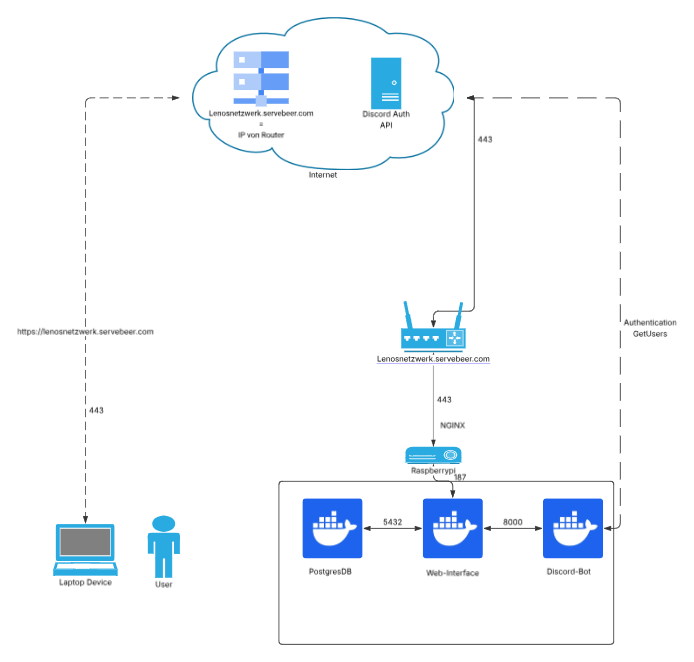 Lenosnetzwerk.servebeer.com
=
IP von Router
Discord Auth
API
Internet
443
https://lenosnetzwerk.servebeer.com
Authentication
GetUsers
Lenosnetzwerk.servebeer.com
443
443
NGINX
Raspberrypi
187
5432
8000
PostgresDB
Web-Interface
Discord-Bot
Laptop Device
User